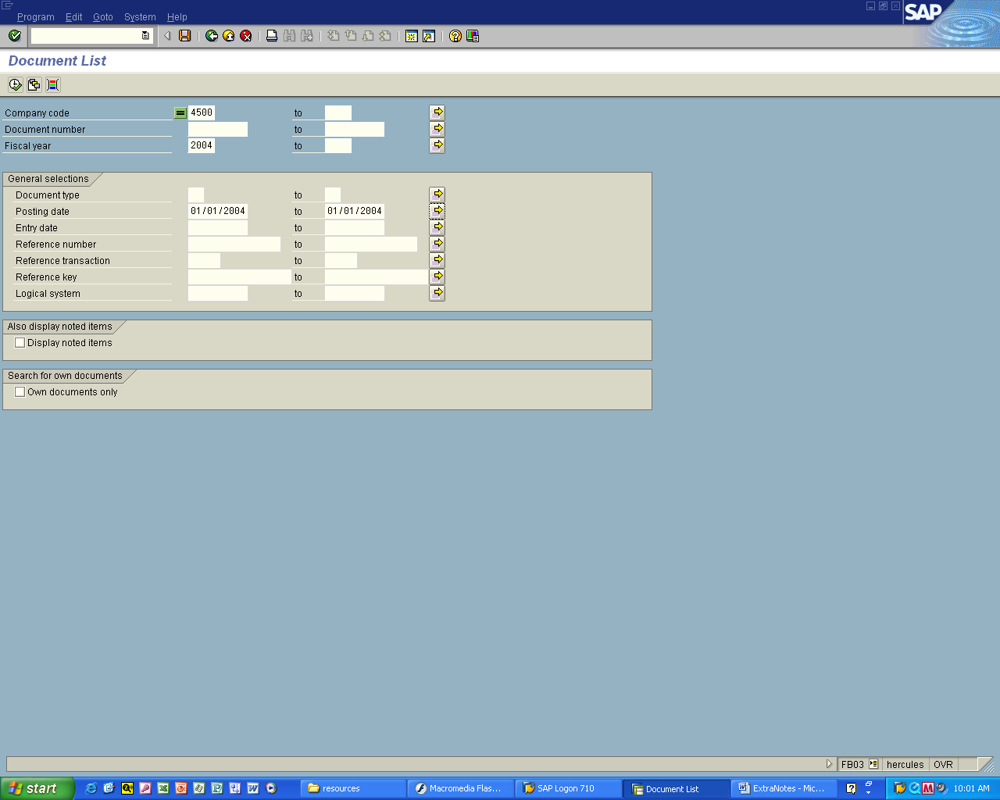 Program Edit Goto System Help
SAP
Document List
Company code 4500 to
Document number to
Fiscal year 2004 to
General selections
Document type to
Posting date 01/01/2004 to 01/01/2004
Entry date to
Reference number to
Reference transaction to
Reference key to
Logical system to
Also display noted items
Display noted items
Search for own documents
Own documents only
FB03 hercules OVR
start resources Macromedia Flas... SAP Logon 710 Document List ExtraNotes - Mic... 10:01 AM